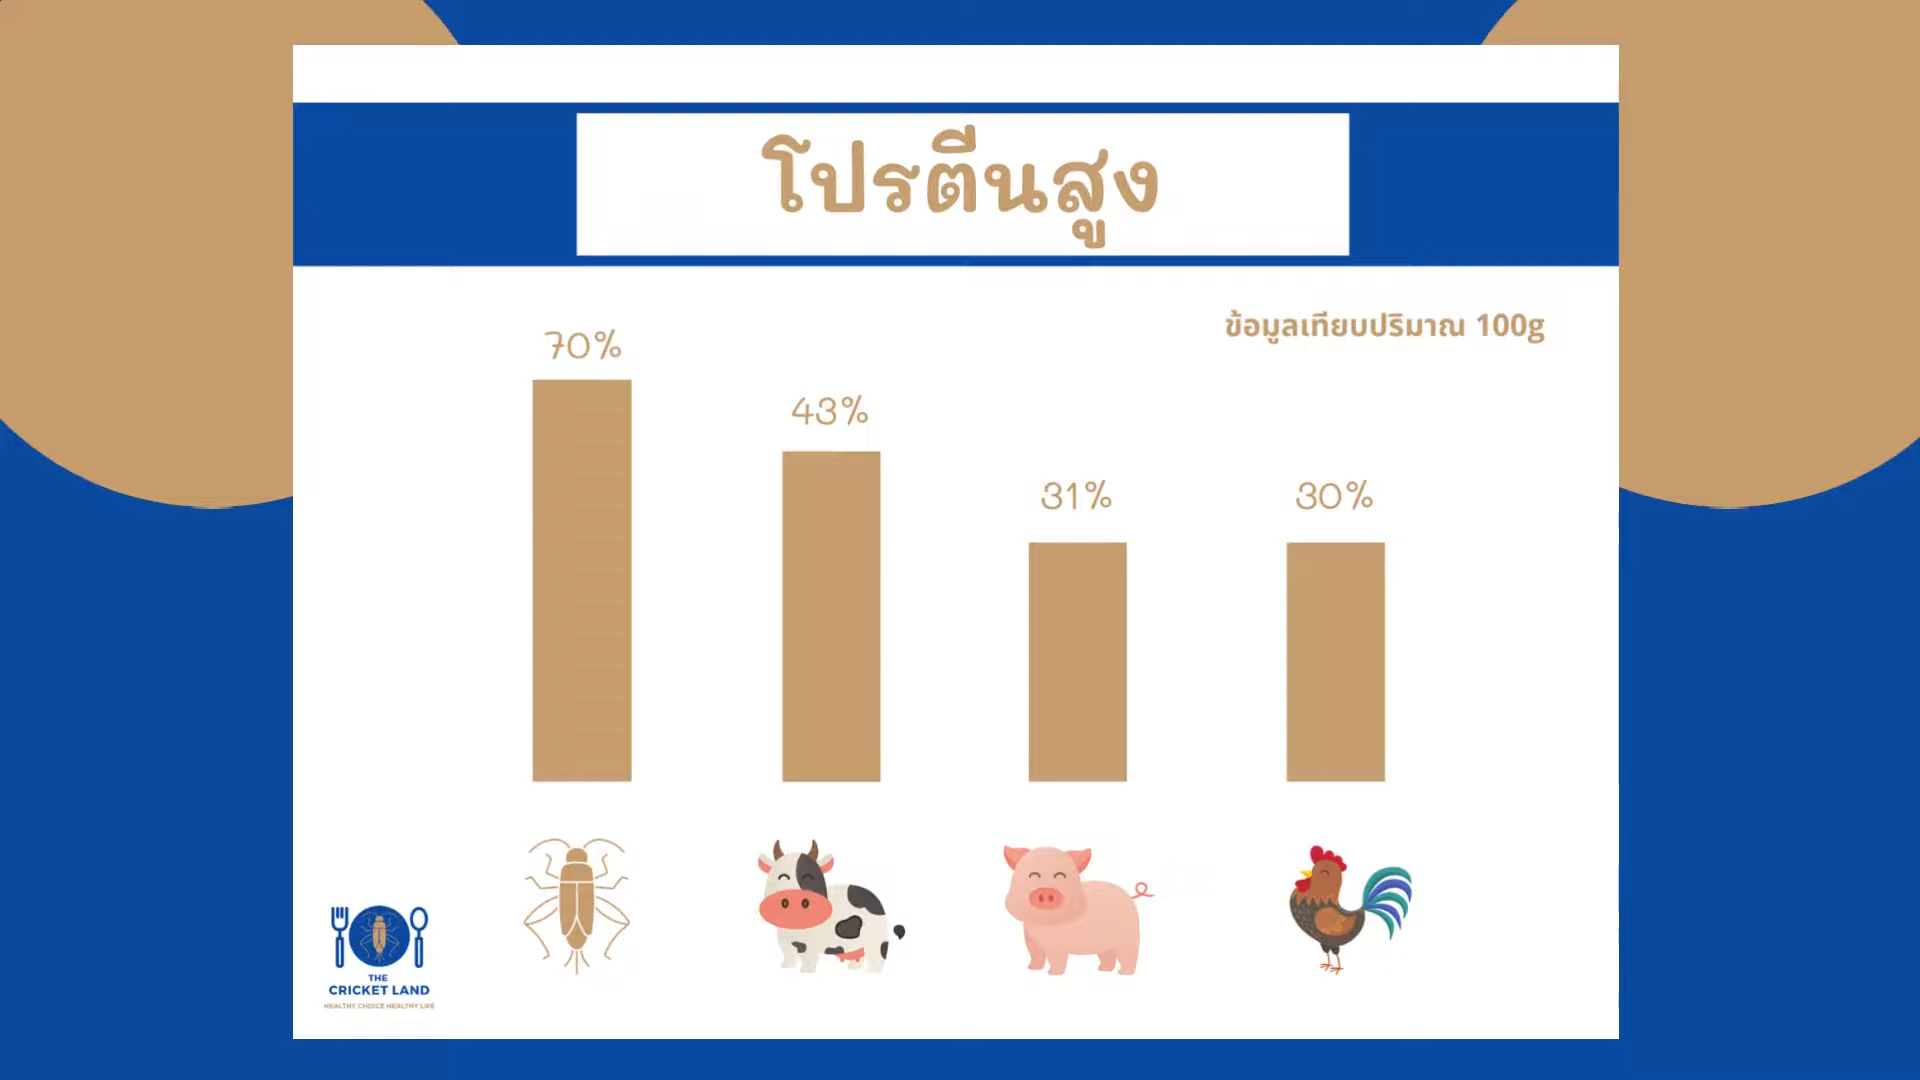 โปรตีนสูง
ข้อมูลเทียบปริมาณ 100g
70%
43%
31%
30%
THE
CRICKET LAND
HEALTHY CHOICE HEALTHY LIFE